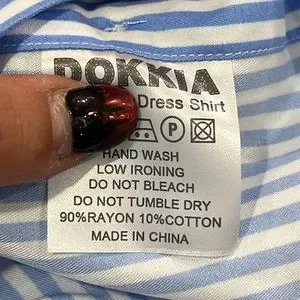 DOKKIA
Dress Shirt
P
HAND WASH
LOW IRONING
DO NOT BLEACH
DO NOT TUMBLE DRY
90%RAYON 10%COTTON
MADE IN CHINA